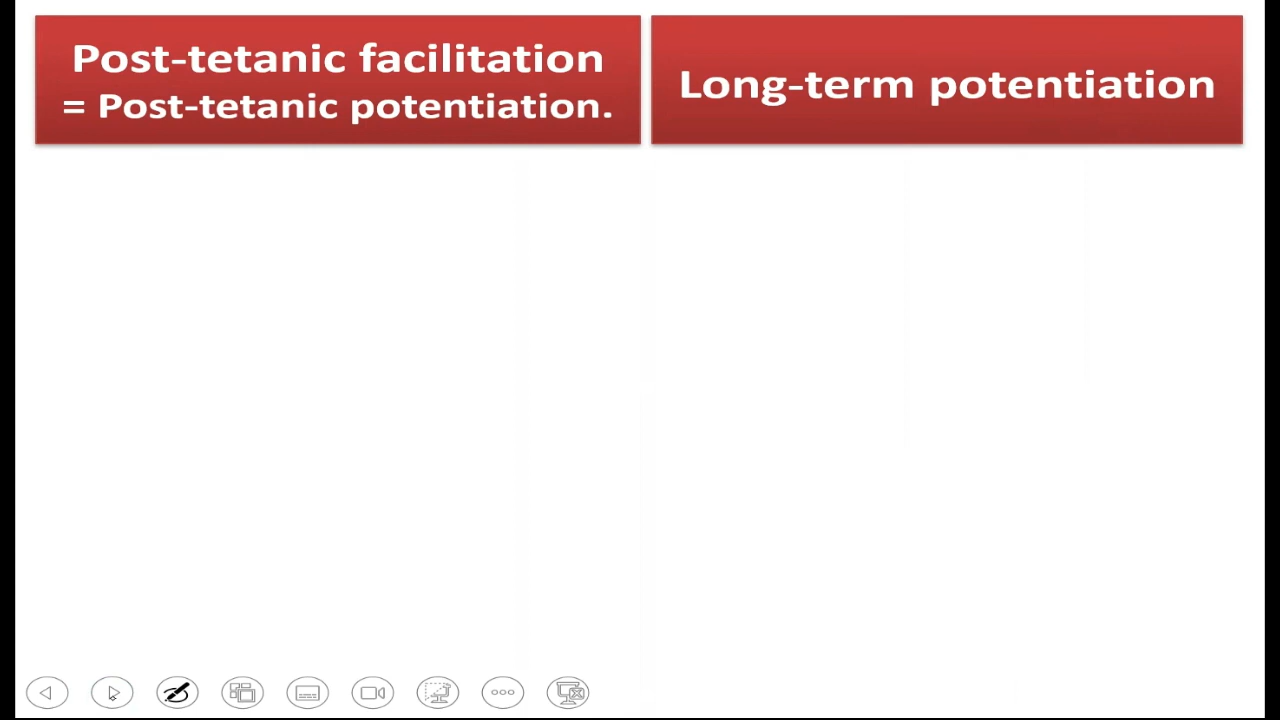 Post-tetanic facilitation
= Post-tetanic potentiation.
Long-term potentiation